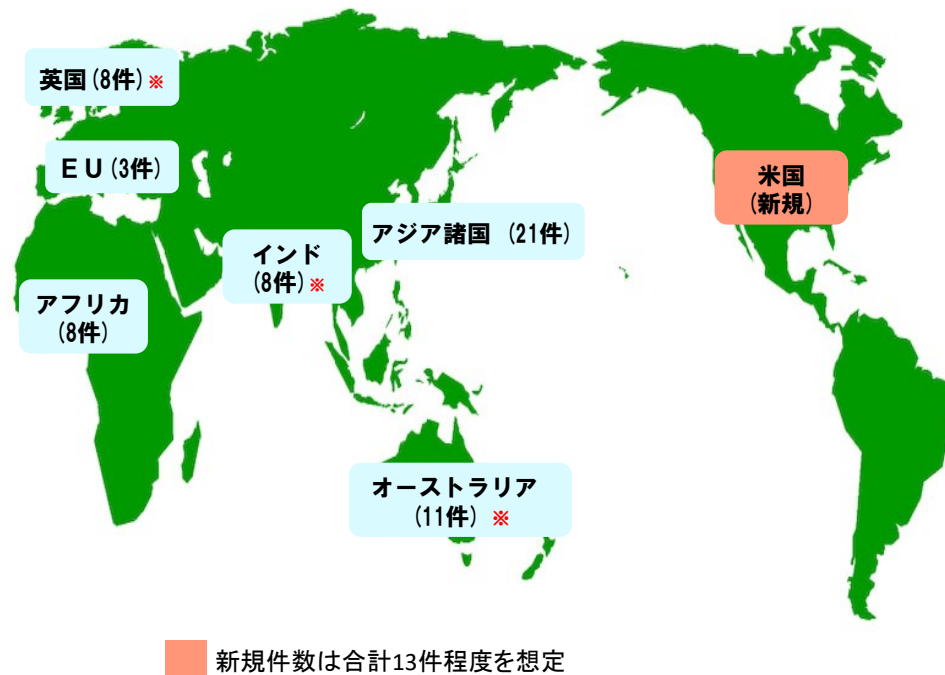 英国(8件)※
ＥＵ(3件)
米国
(新規)
アジア諸国 (21件)
インド
(8件)※
アフリカ
(8件)
オーストラリア
(11件) ※
新規件数は合計13件程度を想定